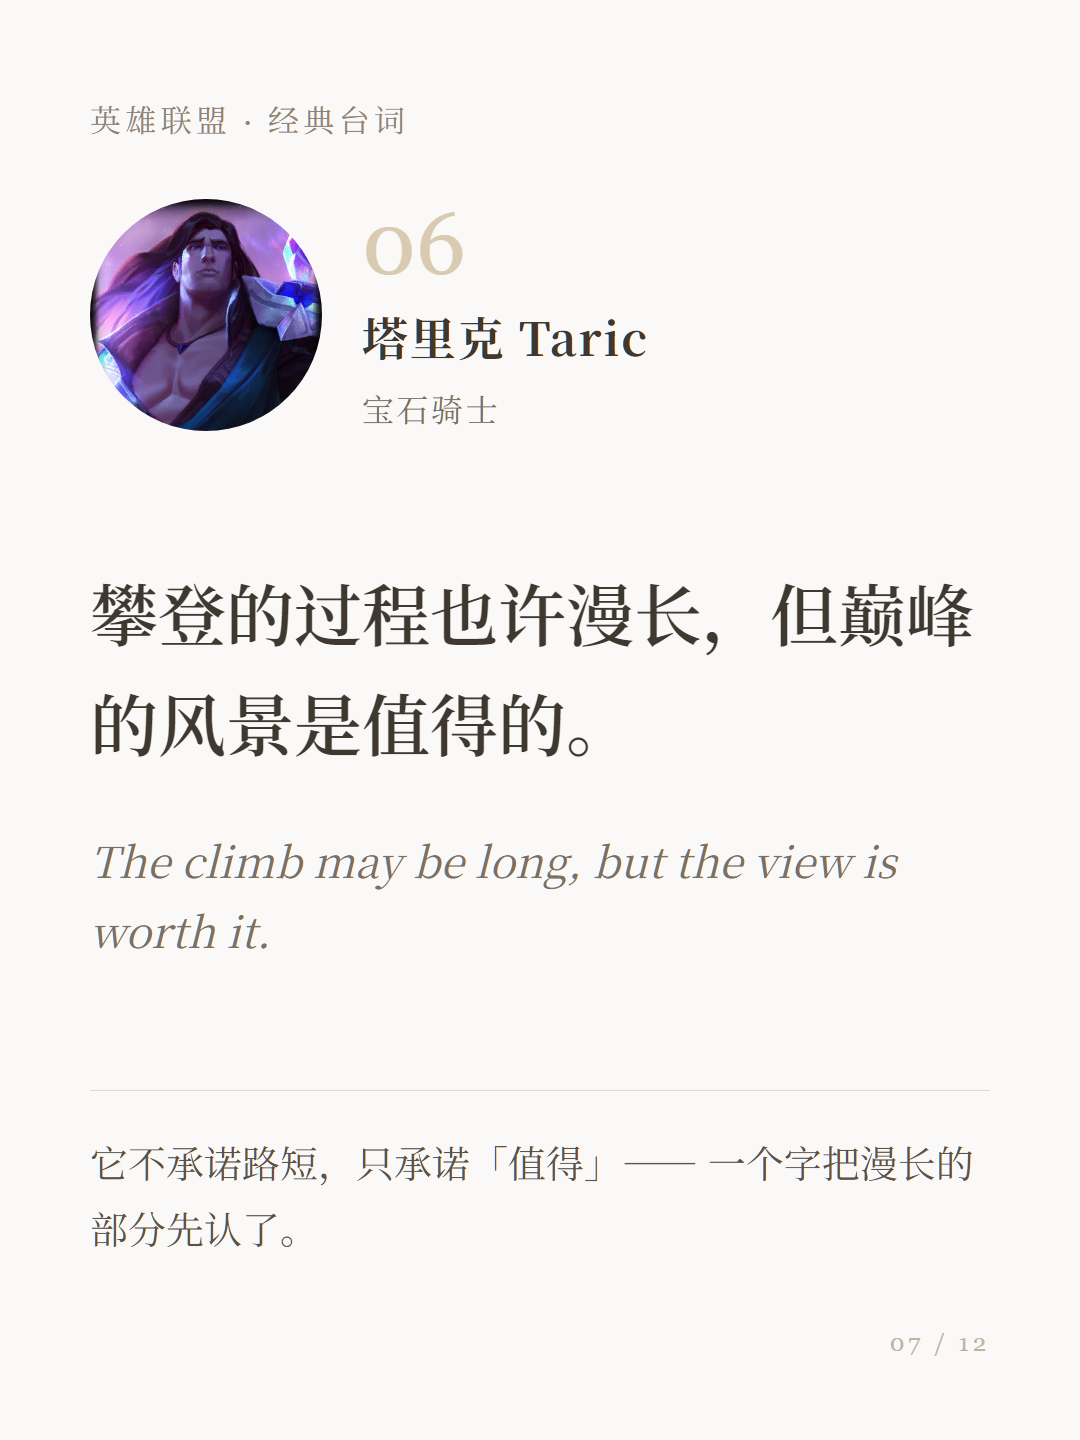 英雄联盟 · 经典台词
06
塔里克 Taric
宝石骑士
攀登的过程也许漫长，但巅峰
的风景是值得的。
The climb may be long, but the view is
worth it.
它不承诺路短，只承诺「值得」—— 一个字把漫长的
部分先认了。
07 / 12